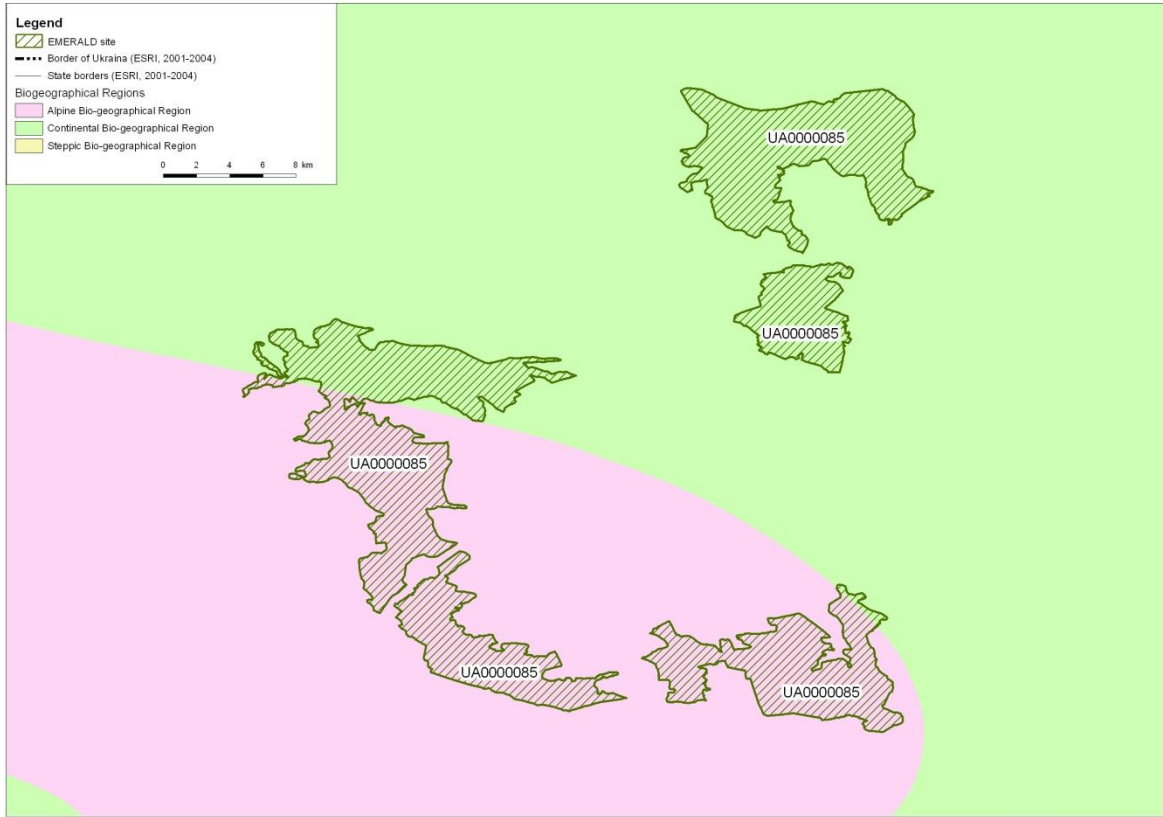 Legend
EMERALD site
Border of Ukraina (ESRI, 2001-2004)
State borders (ESRI, 2001-2004)
Biogeographical Regions
Alpine Bio-geographical Region
Continental Bio-geographical Region
Steppic Bio-geographical Region
0 2 4 6 8 km
UA0000085
UA0000085
UA0000085
UA0000085
UA0000085